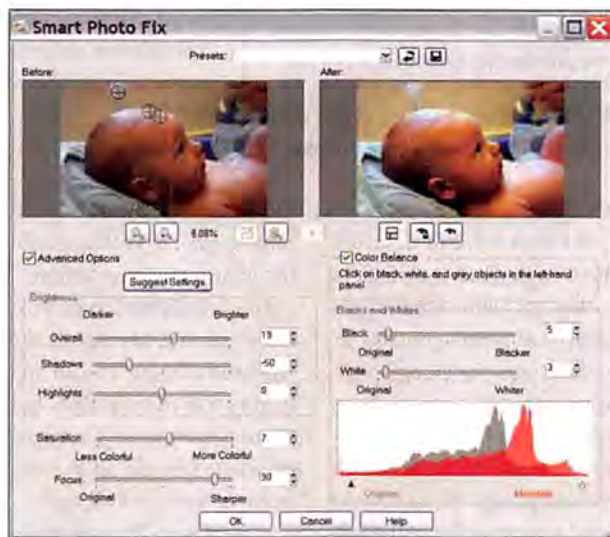 Smart Photo Fix
Presets:
Before: After:
6.08%
Advanced Options
Color Balance
Click on black, white, and grey objects in the left-hand
panel
Suggest Settings
Brightness
Darker Brighter
Overall 19
Shadows -50
Highlights 0
Saturation 7
Less Colorful More Colorful
Focus 30
Original Sharper
Blacks and Whites
Black 5
Original Blacker
White 3
Original Whiter
Original Modified
OK Cancel Help